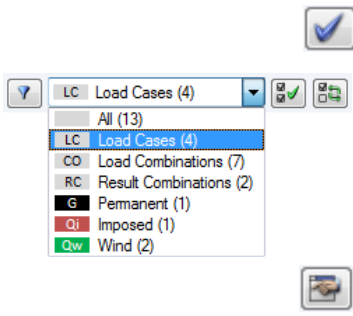 LC Load Cases (4)
All (13)
LC Load Cases (4)
CO Load Combinations (7)
RC Result Combinations (2)
G Permanent (1)
Qi Imposed (1)
Qw Wind (2)